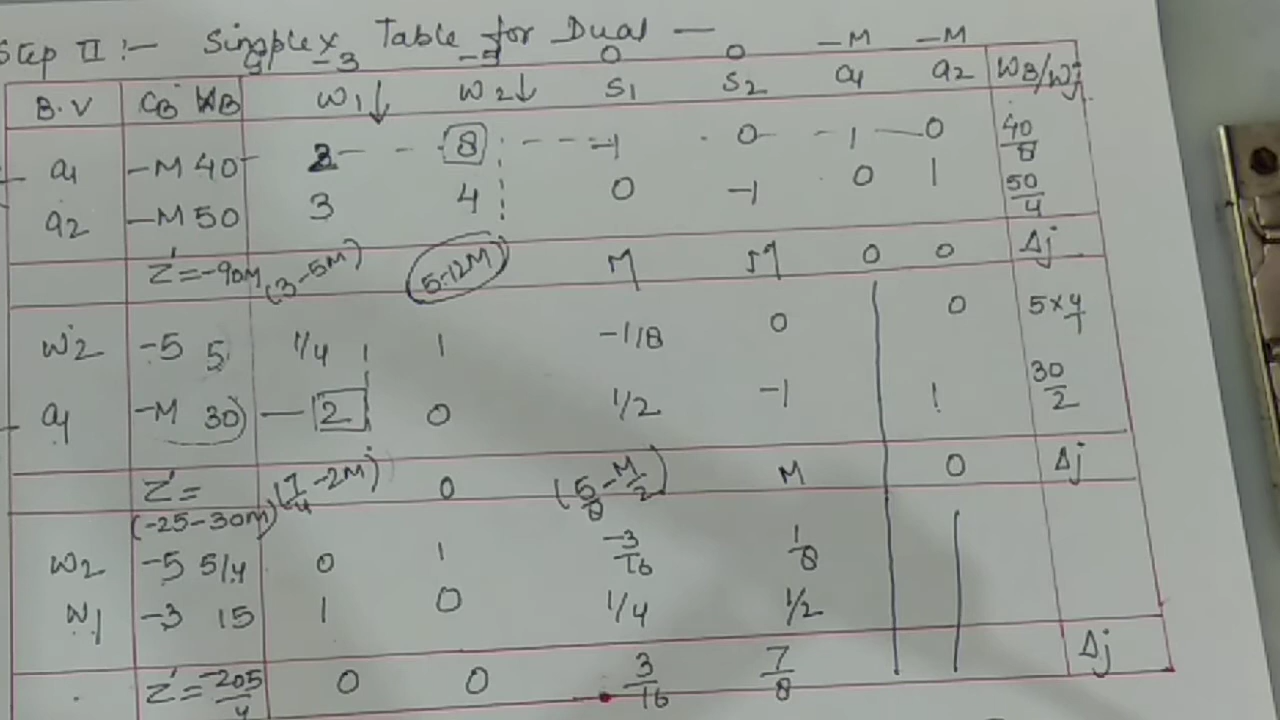 Step II :- Simplex Table for Dual —
-3 -5 0 0 -M -M
B.V CB WB W1↓ W2↓ S1 S2 a1 a2 WB/Wj
a1 -M 40 2 8 -1 0 1 0 40/8
a2 -M 50 3 4 0 -1 0 1 50/4
Z' = -90M (3-5M) (5-12M) M M 0 0 Δj
W2 -5 5 1/4 1 -1/8 0 0 5×4/1
a1 -M 30 2 0 1/2 -1 1 30/2
Z' = (7/4-2M) 0 (5/8-M/2) M 0 Δj
(-25-30M)
W2 -5 5/4 0 1 -3/16 1/8
W1 -3 15 1 0 1/4 1/2
Z' = -205/4 0 0 3/16 7/8 Δj